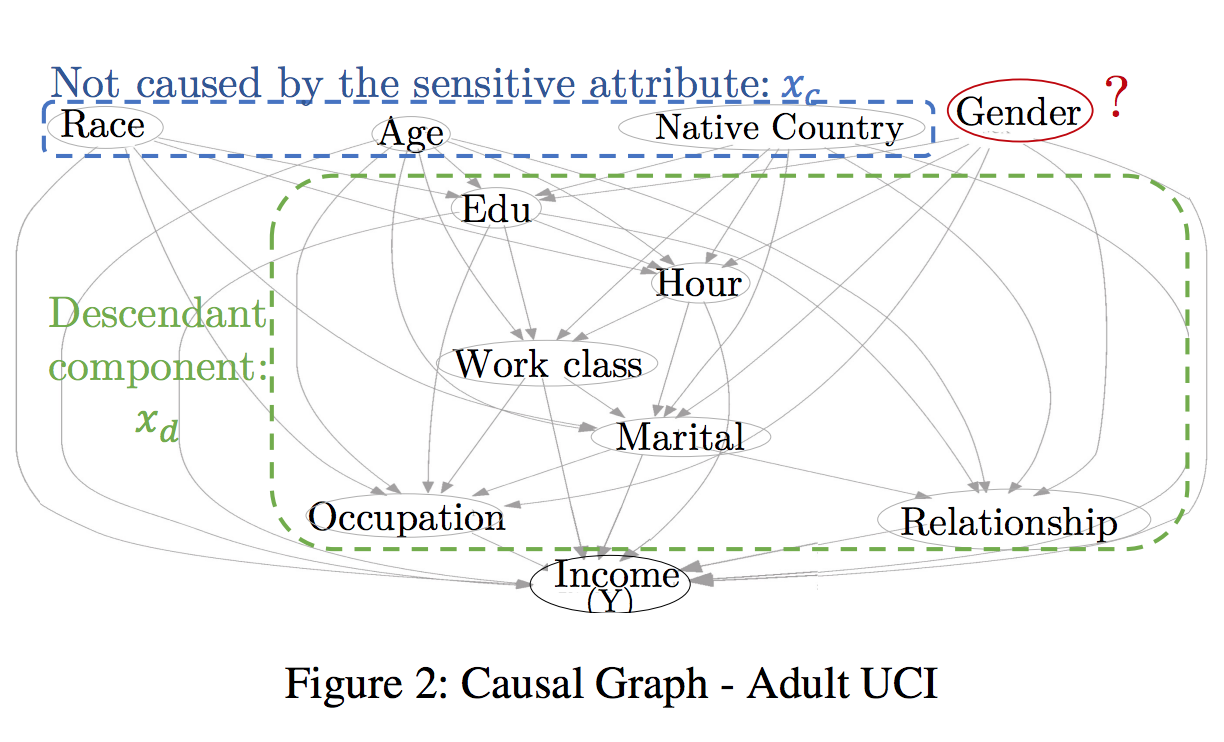 Not caused by the sensitive attribute: x_c
Race
Age
Native Country
Gender
?
Edu
Hour
Descendant
component:
x_d
Work class
Marital
Occupation
Relationship
Income
(Y)
Figure 2: Causal Graph - Adult UCI